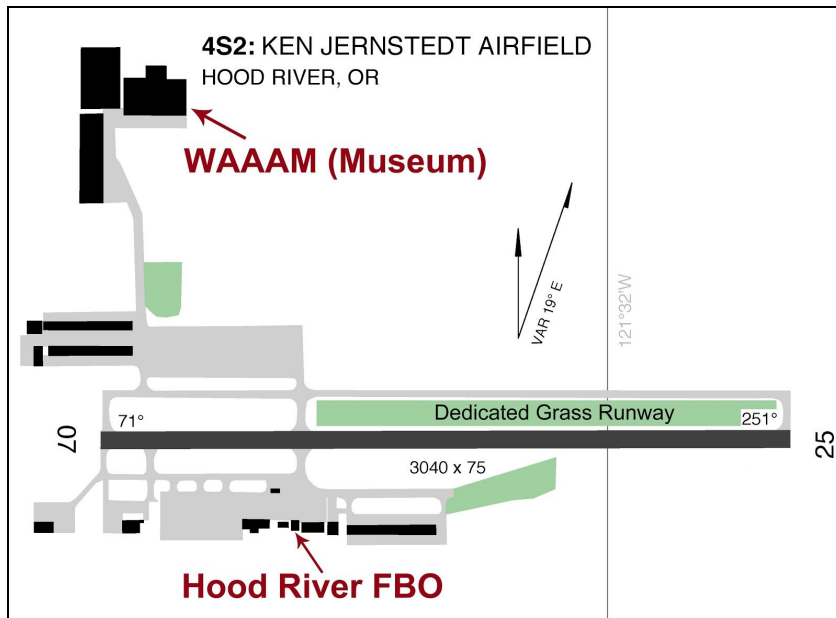 4S2: KEN JERNSTEDT AIRFIELD
HOOD RIVER, OR
WAAAM (Museum)
VAR 19° E
121°32'W
71°
Dedicated Grass Runway
251°
07
25
3040 x 75
Hood River FBO